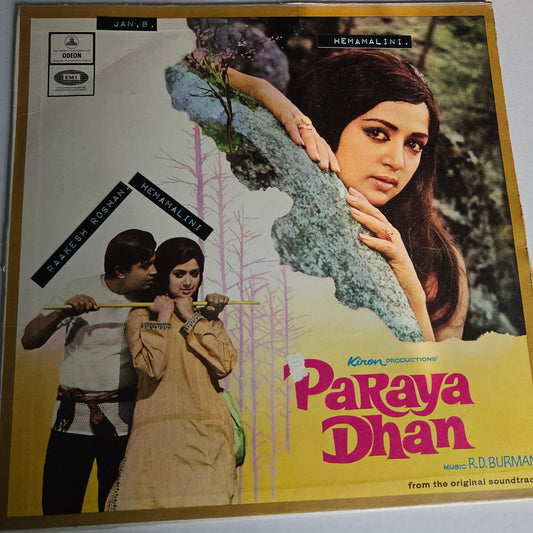 JAN.8.
HEMAMALINI.
ODEON
EMI
RAAKESH ROSHAN.
HEMAMALINI
Kiron PRODUCTIONS'
PaRaYa
DHan
MUSIC R.D.BURMAN
from the original soundtrac